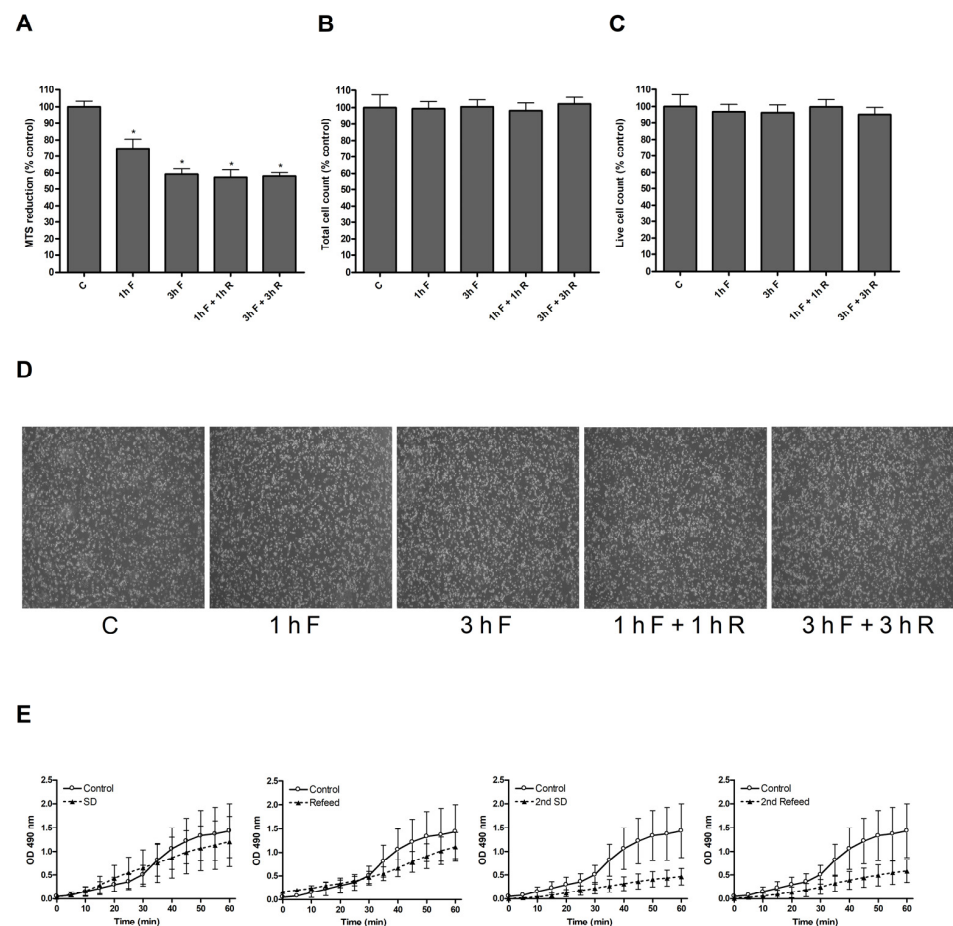 A
B
C
MTS reduction (% control)
110
100
90
80
70
60
50
40
30
20
10
0
*
*
*
*
C
1h F
3h F
1h F + 1h R
3h F + 3h R
Total cell count (% control)
110
100
90
80
70
60
50
40
30
20
10
0
C
1h F
3h F
1h F + 1h R
3h F + 3h R
Live cell count (% control)
110
100
90
80
70
60
50
40
30
20
10
0
C
1h F
3h F
1h F + 1h R
3h F + 3h R
D
C
1 h F
3 h F
1 h F + 1 h R
3 h F + 3 h R
E
OD 490 nm
2.5
2.0
1.5
1.0
0.5
0.0
Control
SD
0 10 20 30 40 50 60
Time (min)
OD 490 nm
2.5
2.0
1.5
1.0
0.5
0.0
Control
Refeed
0 10 20 30 40 50 60
Time (min)
OD 490 nm
2.5
2.0
1.5
1.0
0.5
0.0
Control
2nd SD
0 10 20 30 40 50 60
Time (min)
OD 490 nm
2.5
2.0
1.5
1.0
0.5
0.0
Control
2nd Refeed
0 10 20 30 40 50 60
Time (min)